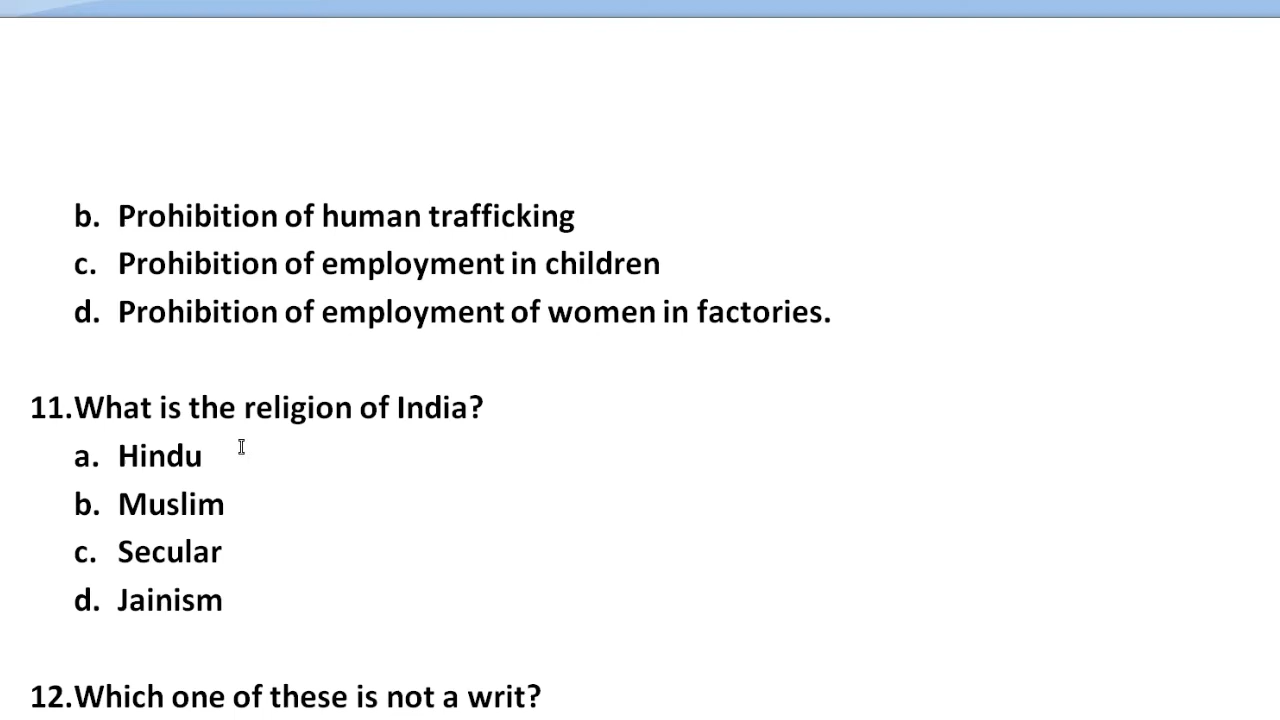 b. Prohibition of human trafficking
c. Prohibition of employment in children
d. Prohibition of employment of women in factories.
11.What is the religion of India?
a. Hindu
b. Muslim
c. Secular
d. Jainism
12.Which one of these is not a writ?